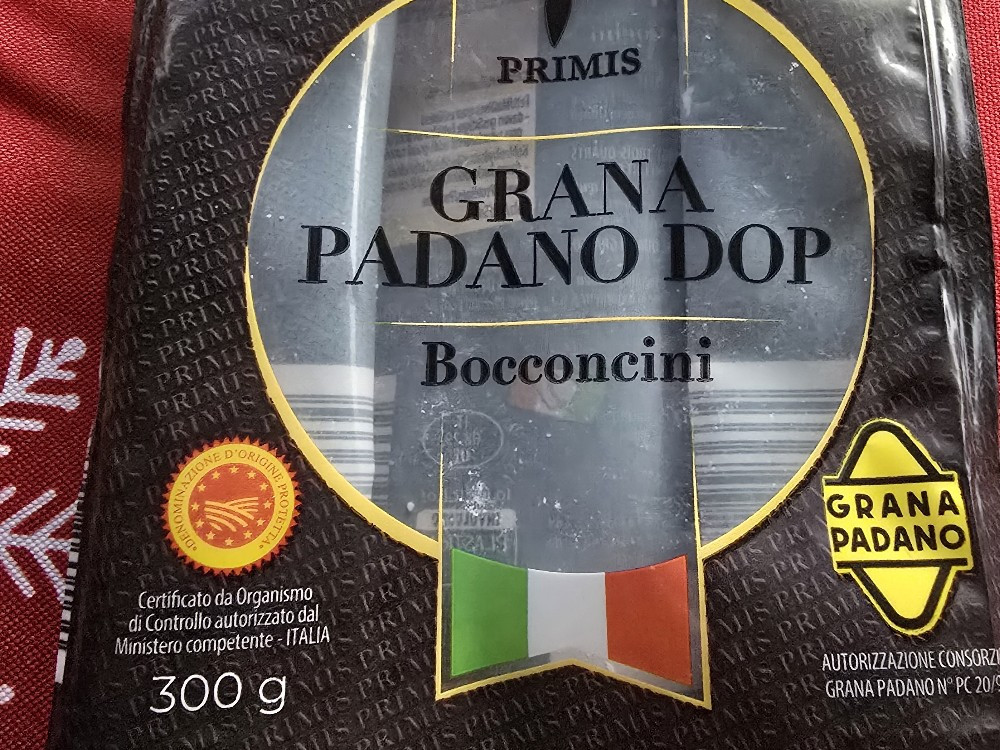 PRIMIS
GRANA
PADANO DOP
Bocconcini
DENOMINAZIONE D'ORIGINE PROTETTA
GRANA
PADANO
Certificato da Organismo
di Controllo autorizzato dal
Ministero competente - ITALIA
300 g
AUTORIZZAZIONE CONSORZI
GRANA PADANO N° PC 20/9